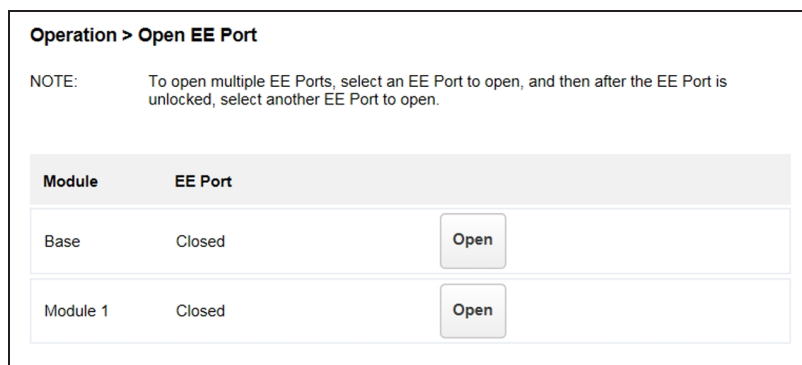 Operation > Open EE Port
NOTE: To open multiple EE Ports, select an EE Port to open, and then after the EE Port is
unlocked, select another EE Port to open.
Module EE Port
Base Closed Open
Module 1 Closed Open